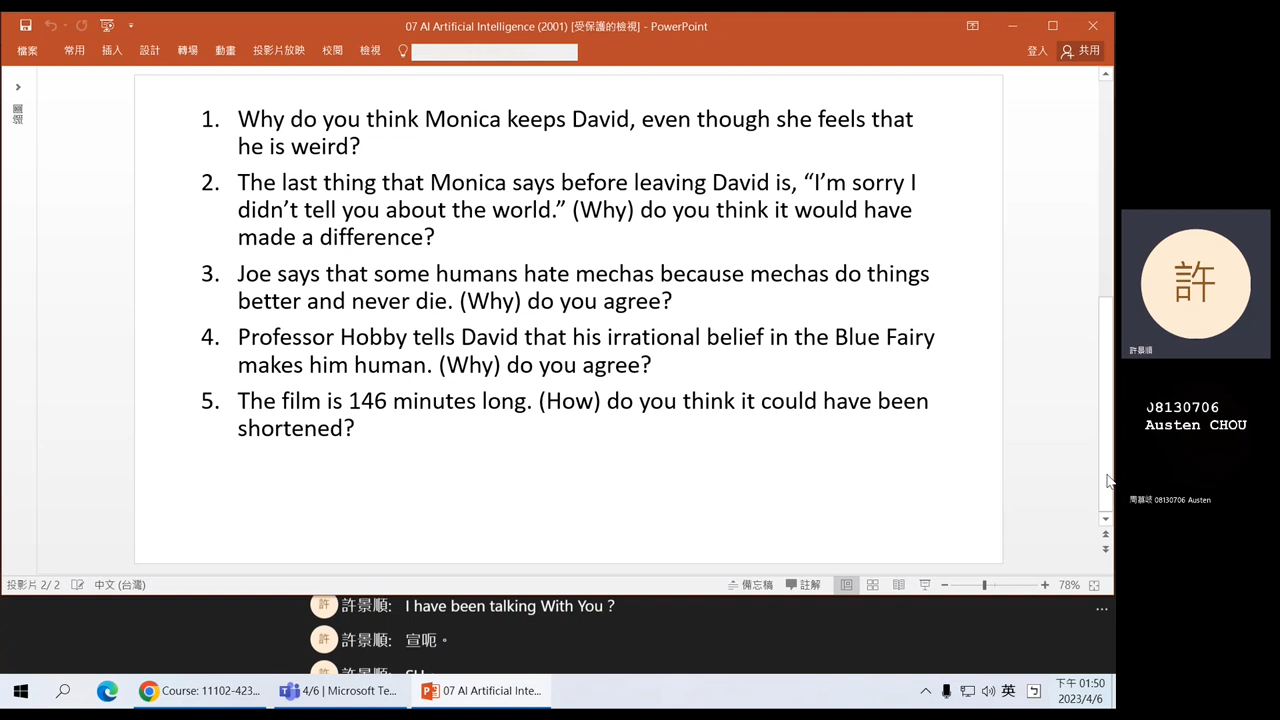 07 AI Artificial Intelligence (2001) [受保護的檢視] - PowerPoint
檔案 常用 插入 設計 轉場 動畫 投影片放映 校閱 檢視 登入 共用
1. Why do you think Monica keeps David, even though she feels that
he is weird?
2. The last thing that Monica says before leaving David is, “I’m sorry I
didn’t tell you about the world.” (Why) do you think it would have
made a difference?
3. Joe says that some humans hate mechas because mechas do things
better and never die. (Why) do you agree?
4. Professor Hobby tells David that his irrational belief in the Blue Fairy
makes him human. (Why) do you agree?
5. The film is 146 minutes long. (How) do you think it could have been
shortened?
投影片 2/ 2 中文 (台灣) 備忘稿 註解 78%
許
許景順
08130706
Austen CHOU
08130706 Austen
許 許景順: I have been talking With You ?
許 許景順: 宣呃。
Course: 11102-423... 4/6 | Microsoft Te... 07 AI Artificial Inte... 英 下午 01:50
2023/4/6